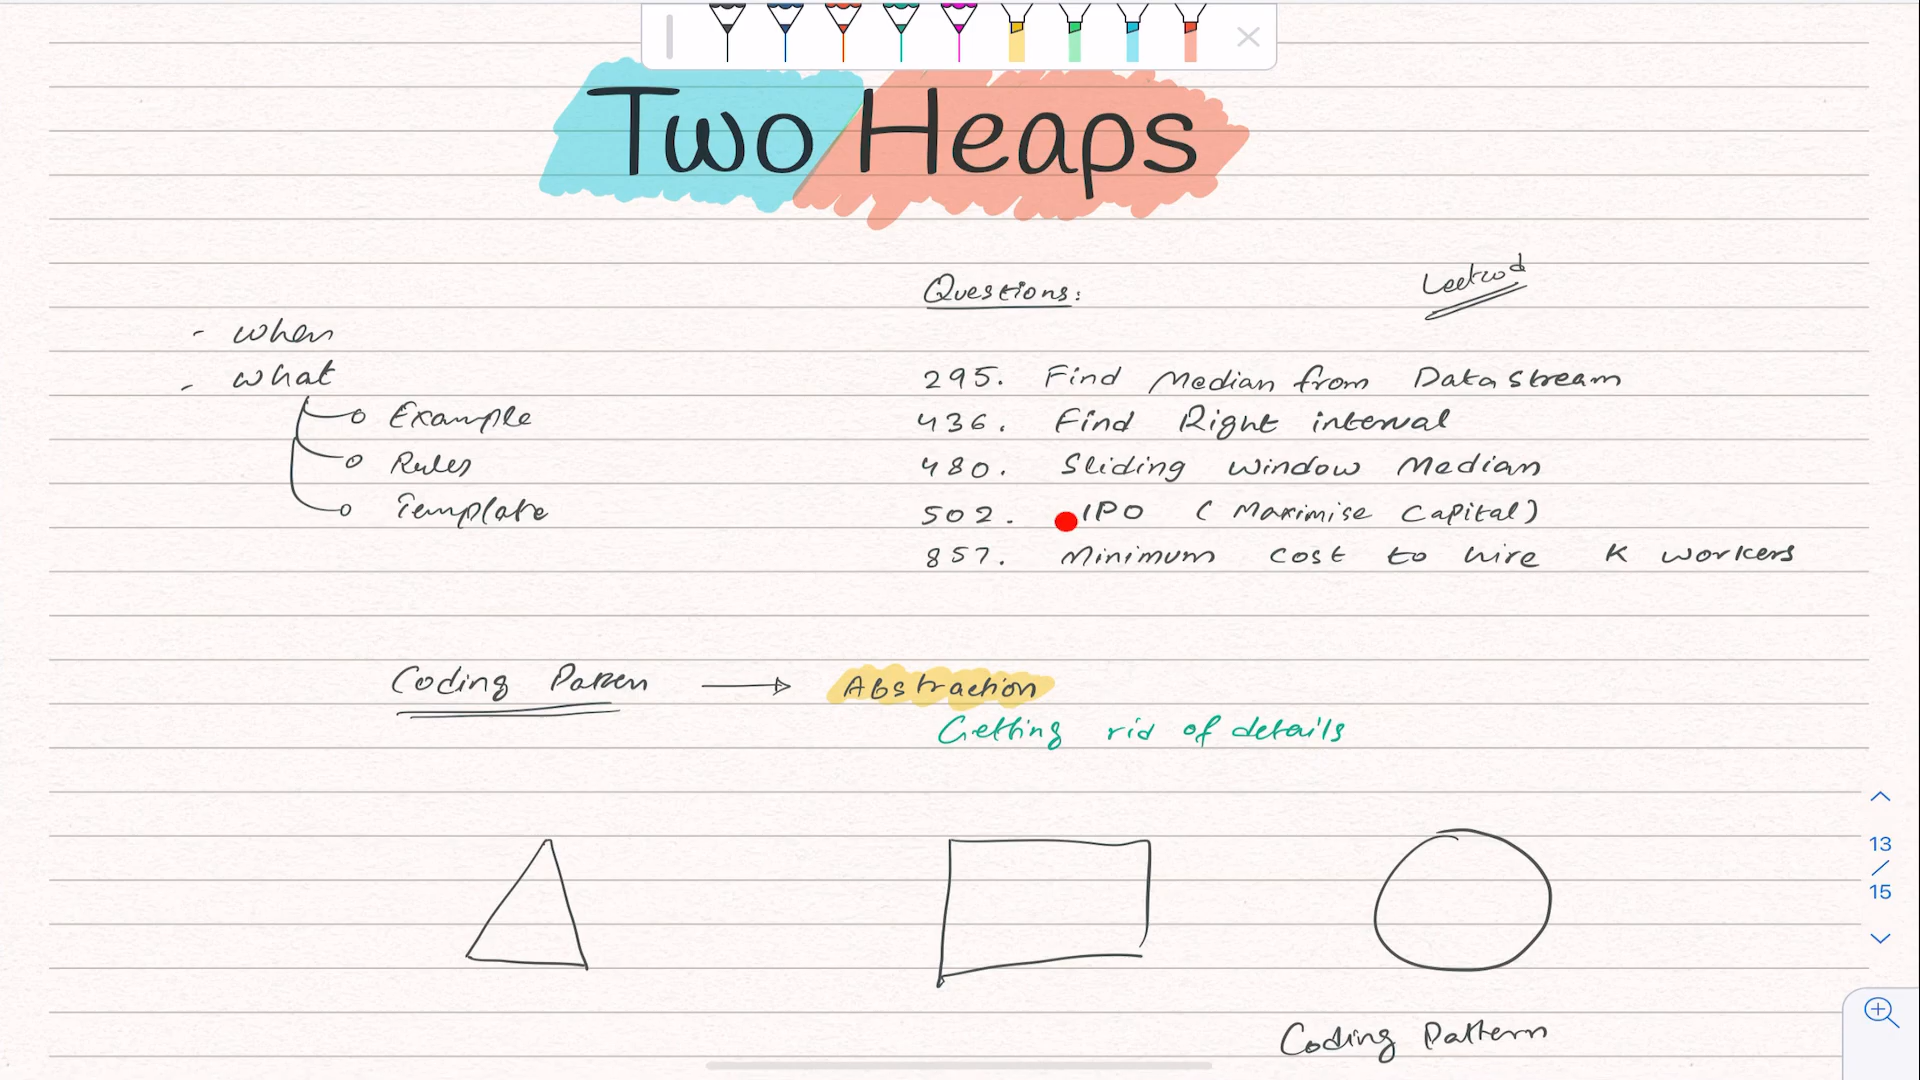 Two Heaps
Questions:
Leetcod
- when
- what
Example
Rules
Template
295. Find Median from Data stream
436. Find Right interval
480. Sliding window Median
502. IPO (Maximise Capital)
857. Minimum cost to hire K workers
Coding Patten
Abstraction
Getting rid of details
Coding Pattern
13
/
15